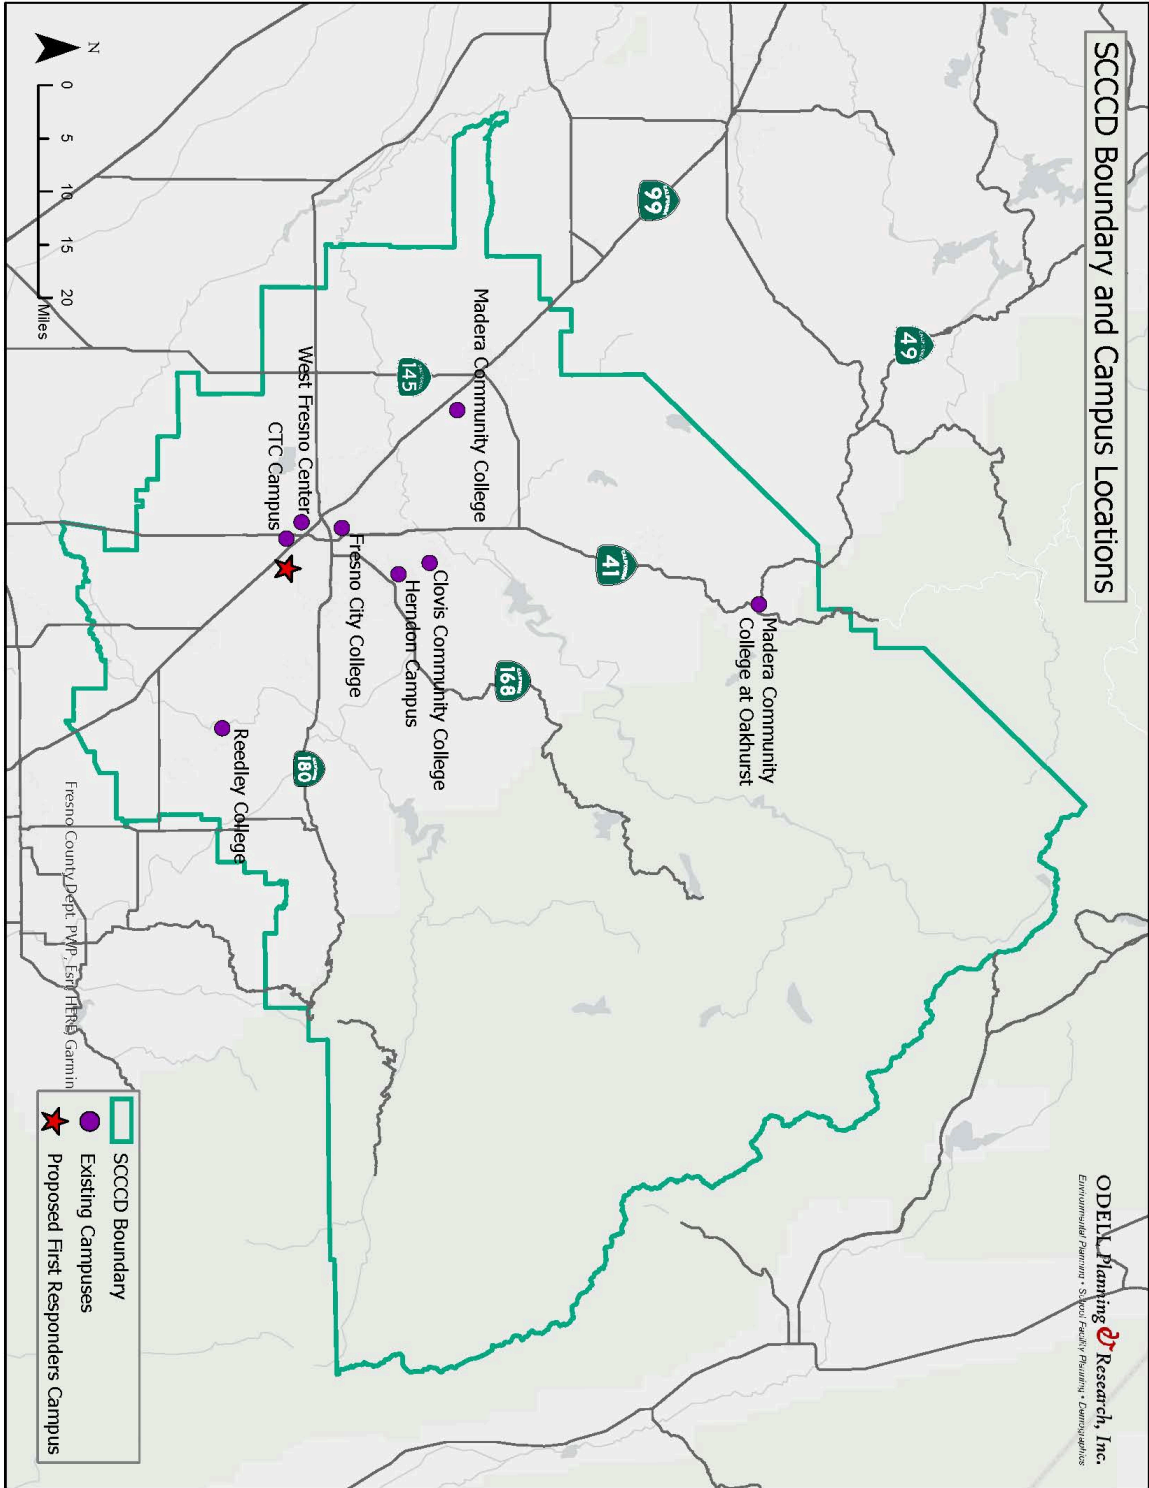 SCCCD Boundary and Campus Locations
ODELL Planning & Research, Inc.
Environmental Planning • School Facility Planning • Demographics
49
99
41
Madera Community
College at Oakhurst
168
145
Madera Community College
Clovis Community College
Herndon Campus
Fresno City College
West Fresno Center
CTC Campus
180
Reedley College
N
0 5 10 15 20
Miles
Fresno County Dept. PWP, Esri, HERE, Garmin
SCCCD Boundary
Existing Campuses
Proposed First Responders Campus